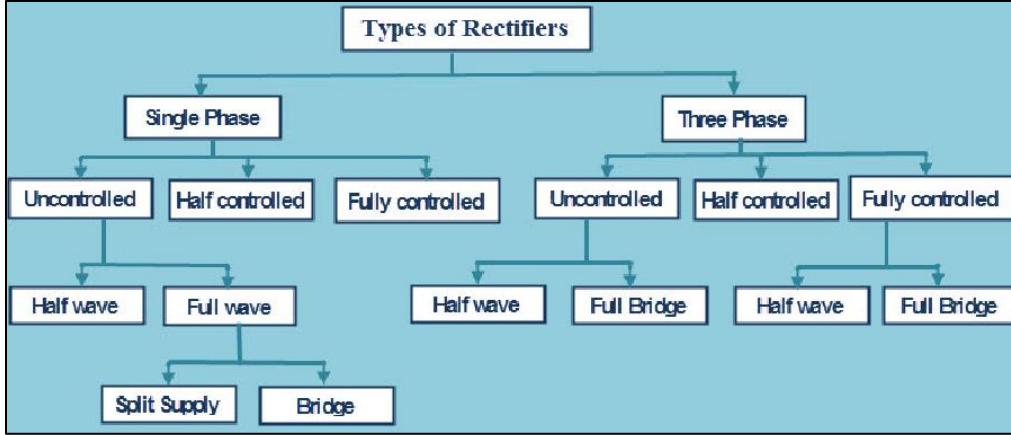 Types of Rectifiers
Single Phase
Three Phase
Uncontrolled
Half controlled
Fully controlled
Uncontrolled
Half controlled
Fully controlled
Half wave
Full wave
Half wave
Full Bridge
Half wave
Full Bridge
Split Supply
Bridge